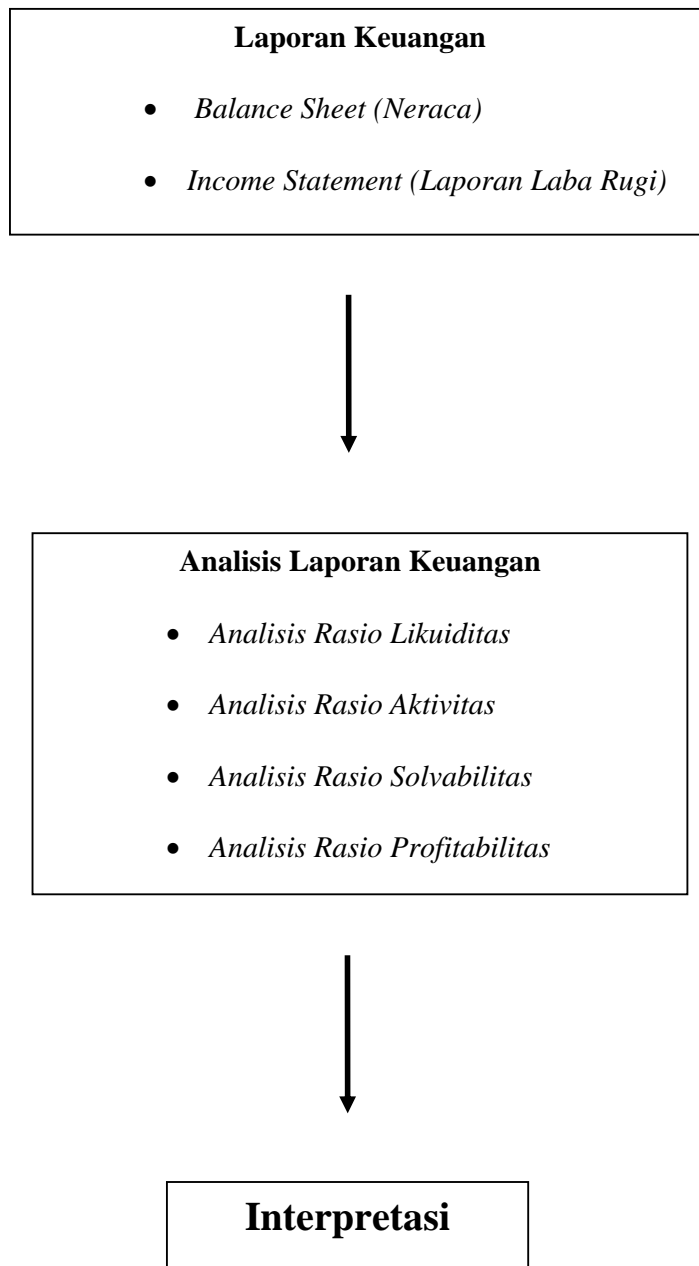 Laporan Keuangan
• Balance Sheet (Neraca)
• Income Statement (Laporan Laba Rugi)
Analisis Laporan Keuangan
• Analisis Rasio Likuiditas
• Analisis Rasio Aktivitas
• Analisis Rasio Solvabilitas
• Analisis Rasio Profitabilitas
Interpretasi